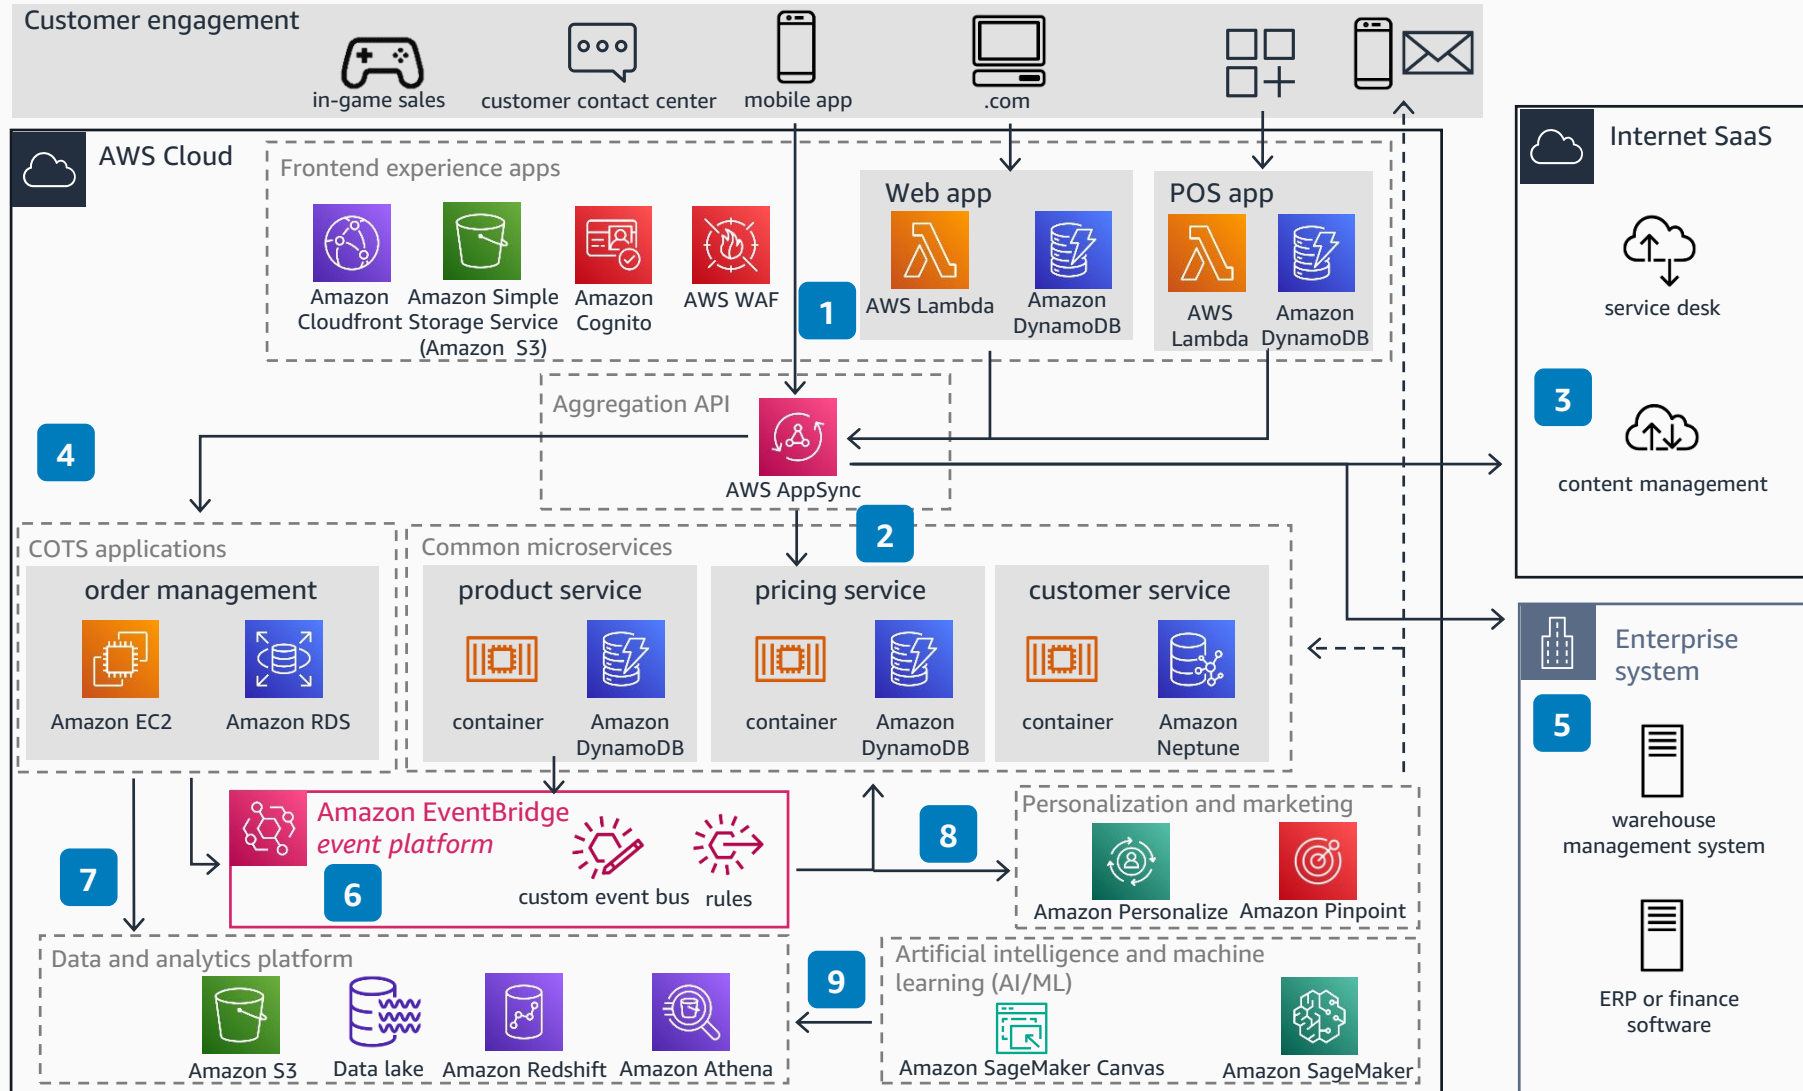 Customer engagement
in-game sales
customer contact center
mobile app
.com
AWS Cloud
Frontend experience apps
Amazon
Cloudfront
Amazon Simple
Storage Service
(Amazon S3)
Amazon
Cognito
AWS WAF
1
Web app
AWS Lambda
Amazon
DynamoDB
POS app
AWS
Lambda
Amazon
DynamoDB
Internet SaaS
service desk
3
content management
Aggregation API
AWS AppSync
4
2
COTS applications
order management
Amazon EC2
Amazon RDS
Common microservices
product service
container
Amazon
DynamoDB
pricing service
container
Amazon
DynamoDB
customer service
container
Amazon
Neptune
Enterprise
system
5
warehouse
management system
ERP or finance
software
Amazon EventBridge
event platform
6
custom event bus
rules
7
8
Personalization and marketing
Amazon Personalize
Amazon Pinpoint
Data and analytics platform
Amazon S3
Data lake
Amazon Redshift
Amazon Athena
9
Artificial intelligence and machine
learning (AI/ML)
Amazon SageMaker Canvas
Amazon SageMaker